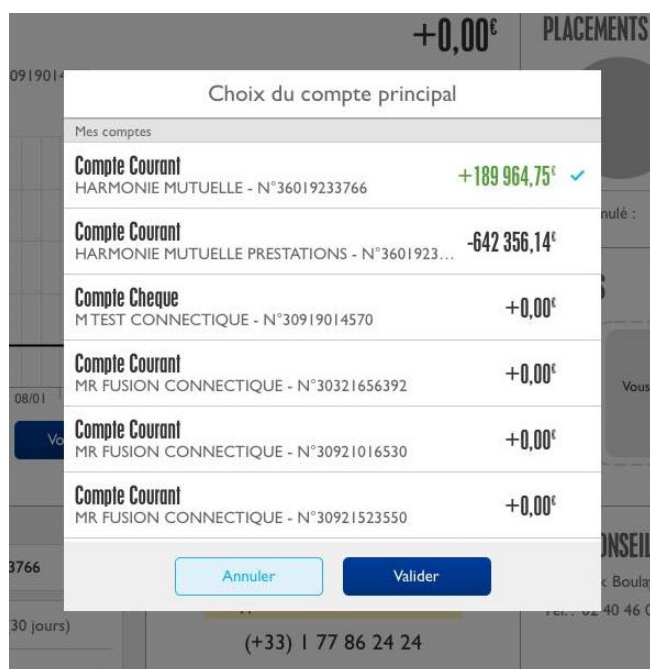 +0,00€
PLACEMENTS
Choix du compte principal
Mes comptes
Compte Courant
HARMONIE MUTUELLE - N°36019233766
+189 964,75€
Compte Courant
HARMONIE MUTUELLE PRESTATIONS - N°3601923...
-642 356,14€
Compte Cheque
M TEST CONNECTIQUE - N°30919014570
+0,00€
Compte Courant
MR FUSION CONNECTIQUE - N°30321656392
+0,00€
08/01
Vous
Compte Courant
MR FUSION CONNECTIQUE - N°30921016530
+0,00€
Compte Courant
MR FUSION CONNECTIQUE - N°30921523550
+0,00€
3766
Annuler
Valider
30 jours)
(+33) 1 77 86 24 24